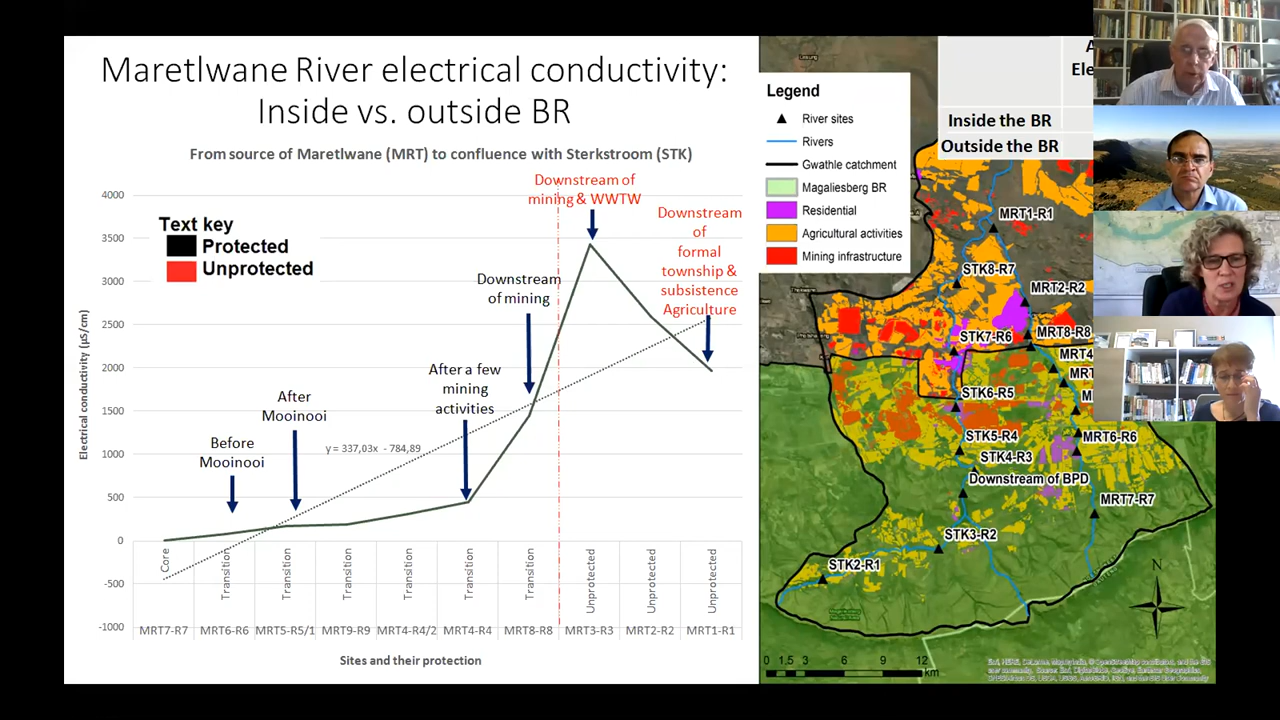 Maretlwane River electrical conductivity:
Inside vs. outside BR
From source of Maretlwane (MRT) to confluence with Sterkstroom (STK)
Text key
Protected
Unprotected
Electrical conductivity (µS/cm)
4000
3500
3000
2500
2000
1500
1000
500
0
-500
-1000
Before
Mooinooi
After
Mooinooi
y = 337,03x - 784,89
After a few
mining
activities
Downstream
of mining
Downstream of
mining & WWTW
Downstream
of
formal
township &
subsistence
Agriculture
Core
Transition
Transition
Transition
Transition
Transition
Transition
Unprotected
Unprotected
Unprotected
MRT7-R7
MRT6-R6
MRT5-R5/1
MRT9-R9
MRT4-R4/2
MRT4-R4
MRT8-R8
MRT3-R3
MRT2-R2
MRT1-R1
Sites and their protection
Legend
River sites
Rivers
Gwathle catchment
Magaliesberg BR
Residential
Agricultural activities
Mining infrastructure
A
Ele
Inside the BR
Outside the BR
MRT1-R1
STK8-R7
MRT2-R2
STK7-R6
MRT8-R8
MRT4
MRT
STK6-R5
M
STK5-R4
MRT6-R6
STK4-R3
Downstream of BPD
MRT7-R7
STK3-R2
STK2-R1
N
0 1.5 3 6 9 12
km